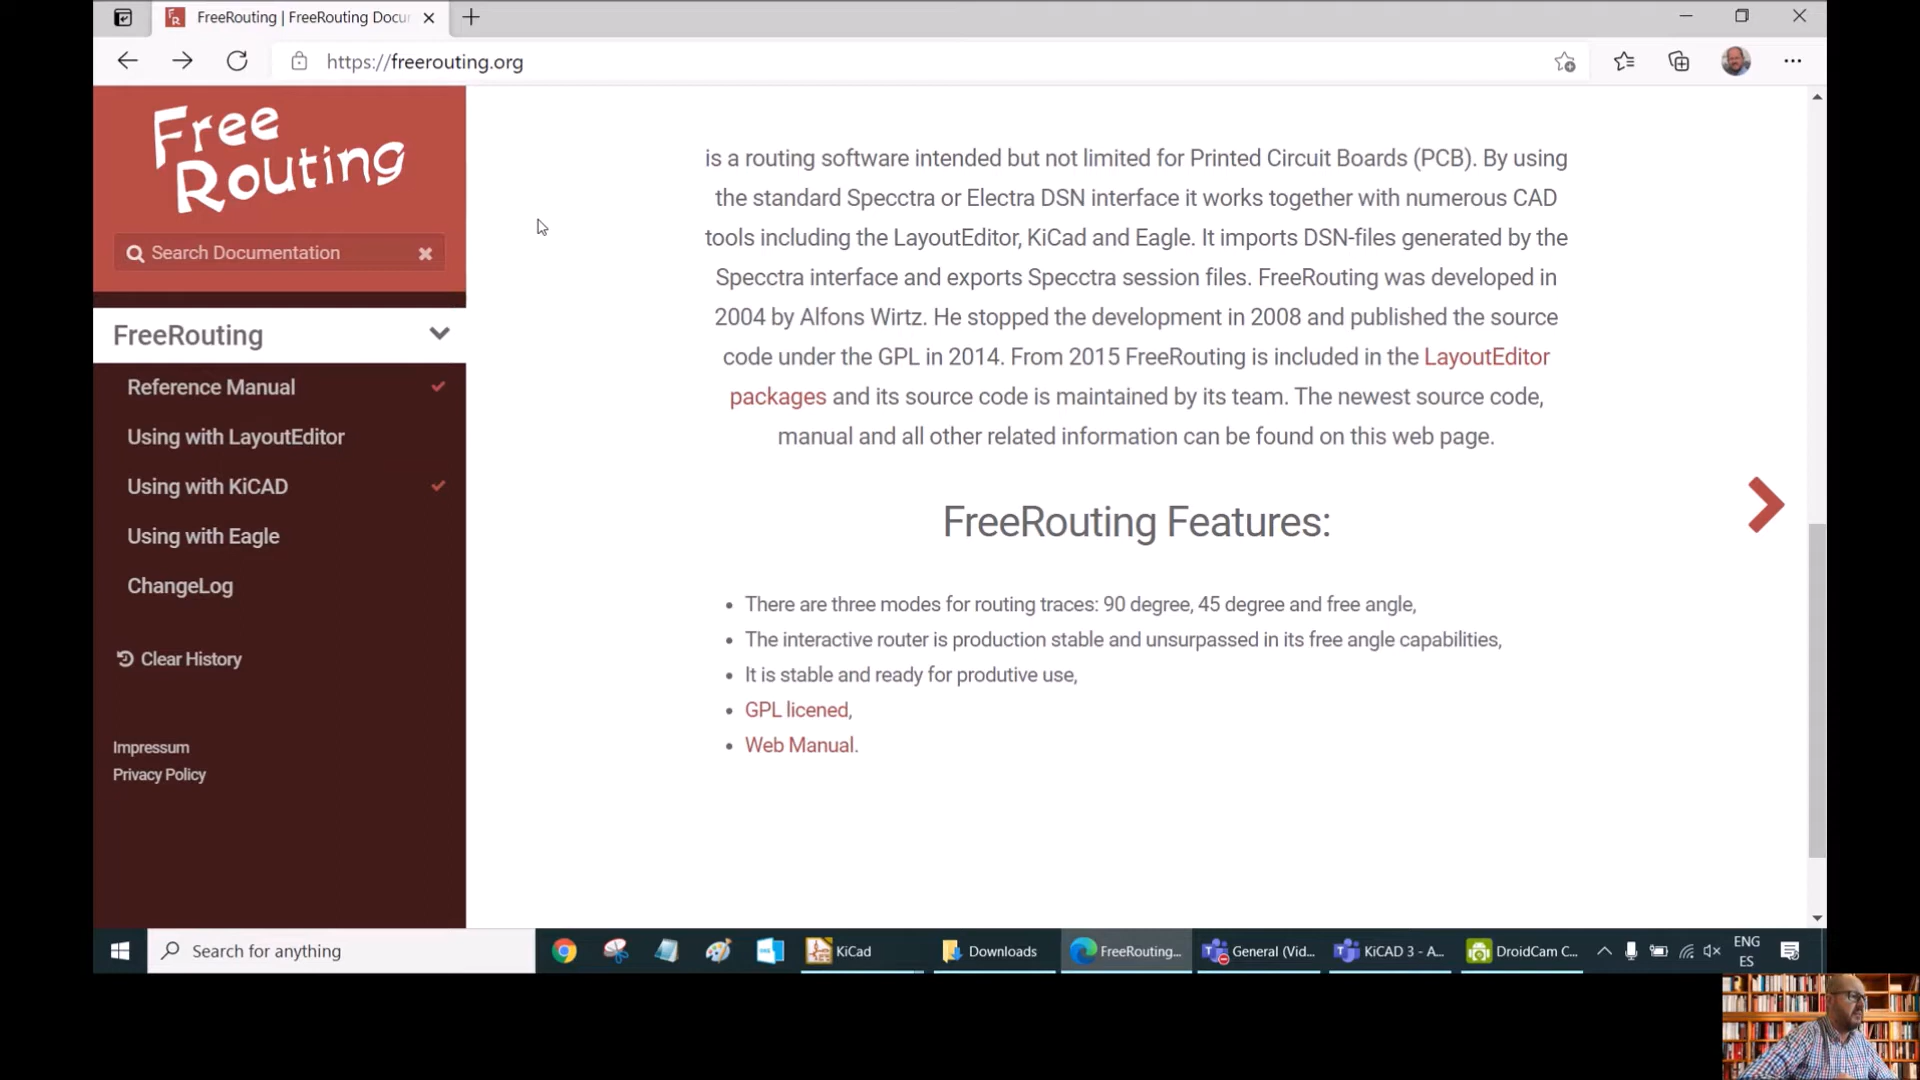 FreeRouting | FreeRouting Docu
https://freerouting.org
Free
Routing
Search Documentation
FreeRouting
Reference Manual
Using with LayoutEditor
Using with KiCAD
Using with Eagle
ChangeLog
Clear History
Impressum
Privacy Policy
is a routing software intended but not limited for Printed Circuit Boards (PCB). By using
the standard Specctra or Electra DSN interface it works together with numerous CAD
tools including the LayoutEditor, KiCad and Eagle. It imports DSN-files generated by the
Specctra interface and exports Specctra session files. FreeRouting was developed in
2004 by Alfons Wirtz. He stopped the development in 2008 and published the source
code under the GPL in 2014. From 2015 FreeRouting is included in the LayoutEditor
packages and its source code is maintained by its team. The newest source code,
manual and all other related information can be found on this web page.
FreeRouting Features:
• There are three modes for routing traces: 90 degree, 45 degree and free angle,
• The interactive router is production stable and unsurpassed in its free angle capabilities,
• It is stable and ready for produtive use,
• GPL licened,
• Web Manual.
Search for anything
KiCad
Downloads
FreeRouting...
General (Vid...
KiCAD 3 - A...
DroidCam C...
ENG
ES